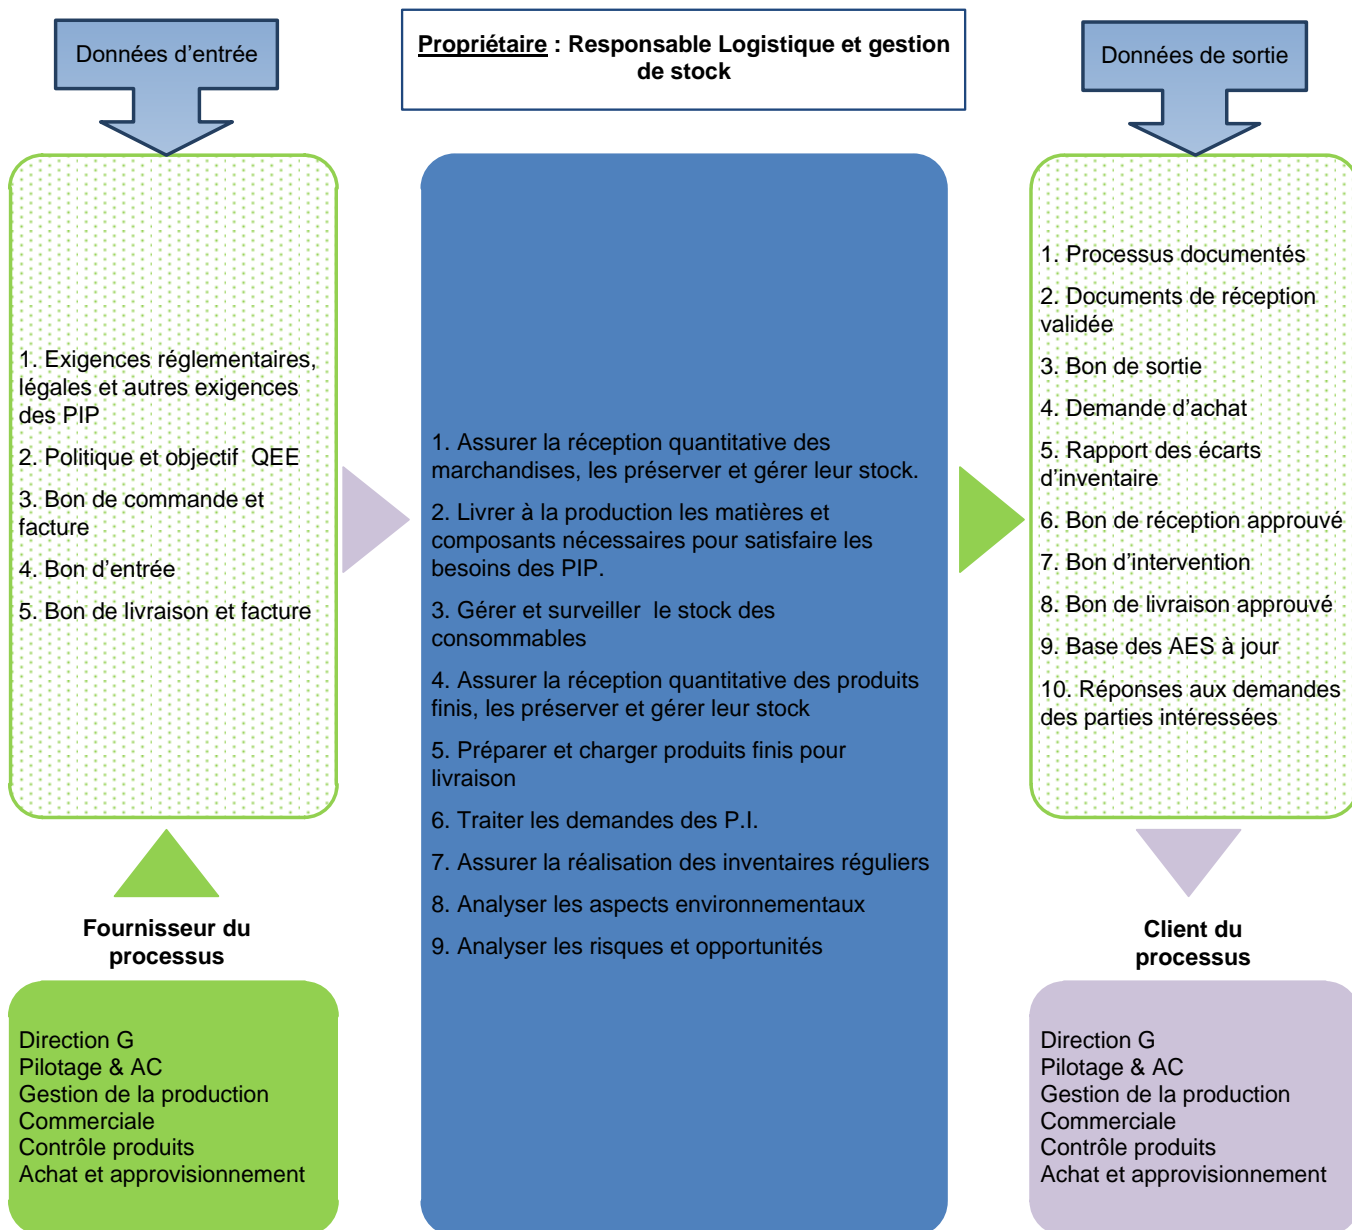 Données d'entrée
Propriétaire : Responsable Logistique et gestion
de stock
Données de sortie
1. Exigences réglementaires,
légales et autres exigences
des PIP
2. Politique et objectif  QEE
3. Bon de commande et
facture
4. Bon d'entrée
5. Bon de livraison et facture
1. Assurer la réception quantitative des
marchandises, les préserver et gérer leur stock.
2. Livrer à la production les matières et
composants nécessaires pour satisfaire les
besoins des PIP.
3. Gérer et surveiller  le stock des
consommables
4. Assurer la réception quantitative des produits
finis, les préserver et gérer leur stock
5. Préparer et charger produits finis pour
livraison
6. Traiter les demandes des P.I.
7. Assurer la réalisation des inventaires réguliers
8. Analyser les aspects environnementaux
9. Analyser les risques et opportunités
1. Processus documentés
2. Documents de réception
validée
3. Bon de sortie
4. Demande d'achat
5. Rapport des écarts
d'inventaire
6. Bon de réception approuvé
7. Bon d'intervention
8. Bon de livraison approuvé
9. Base des AES à jour
10. Réponses aux demandes
des parties intéressées
Fournisseur du
processus
Direction G
Pilotage & AC
Gestion de la production
Commerciale
Contrôle produits
Achat et approvisionnement
Client du
processus
Direction G
Pilotage & AC
Gestion de la production
Commerciale
Contrôle produits
Achat et approvisionnement